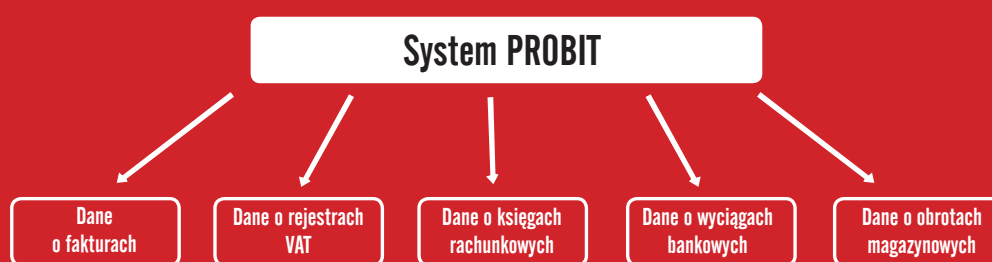 System PROBIT
Dane
o fakturach
Dane o rejestrach
VAT
Dane o księgach
rachunkowych
Dane o wyciągach
bankowych
Dane o obrotach
magazynowych